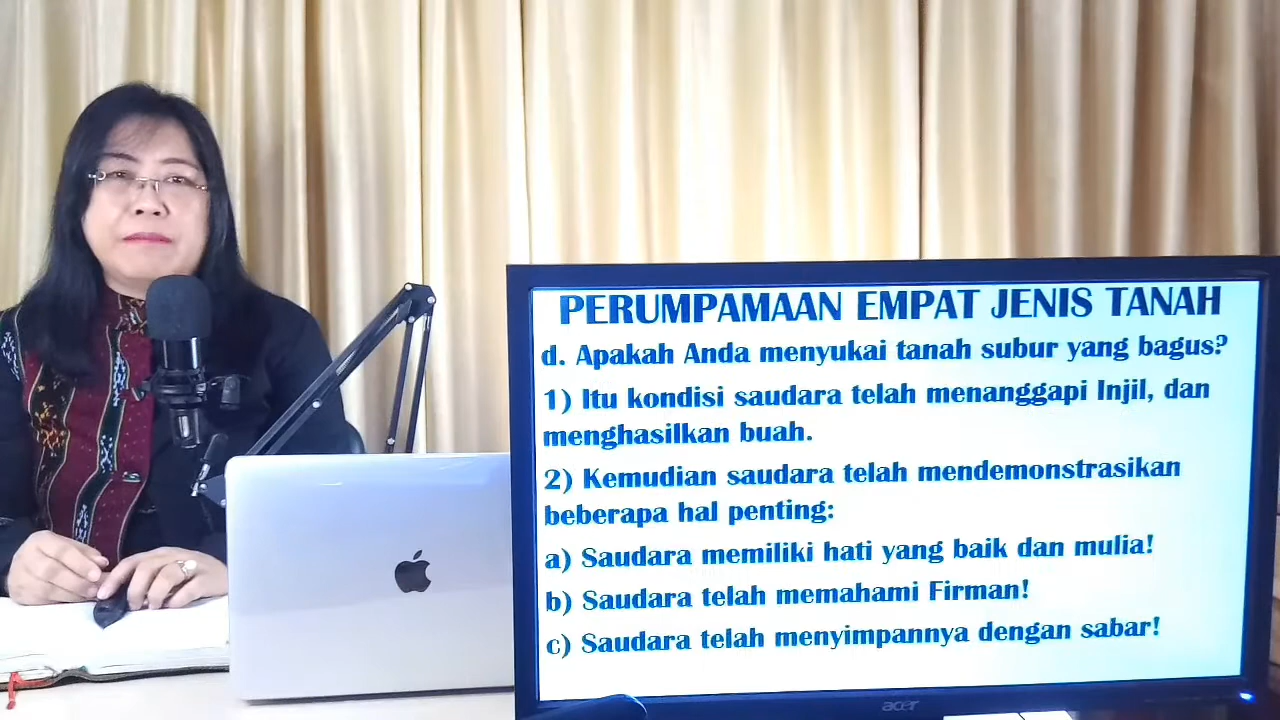 PERUMPAMAAN EMPAT JENIS TANAH
d. Apakah Anda menyukai tanah subur yang bagus?
1) Itu kondisi saudara telah menanggapi Injil, dan
menghasilkan buah.
2) Kemudian saudara telah mendemonstrasikan
beberapa hal penting:
a) Saudara memiliki hati yang baik dan mulia!
b) Saudara telah memahami Firman!
c) Saudara telah menyimpannya dengan sabar!
acer